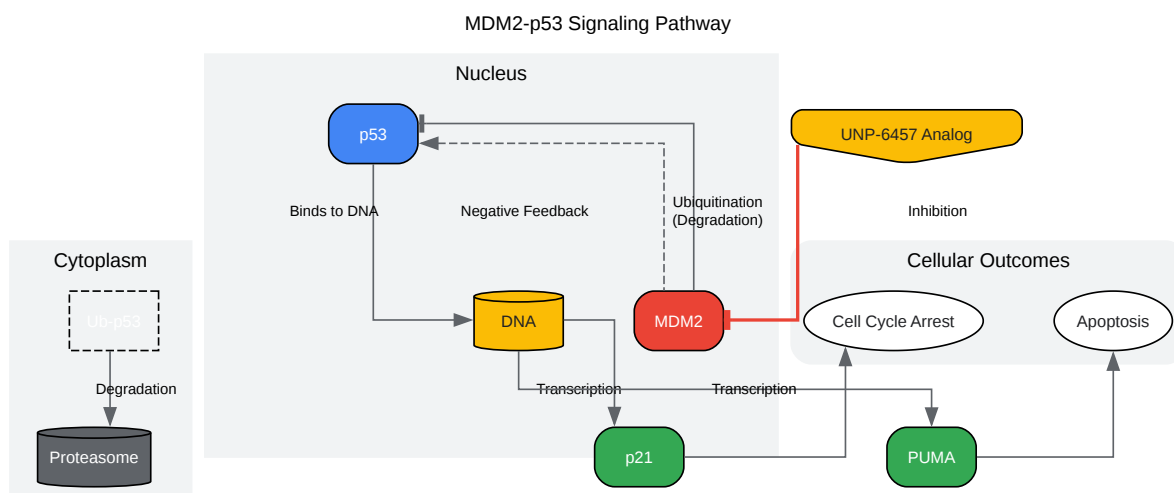 MDM2-p53 Signaling Pathway
Nucleus
p53
UNP-6457 Analog
Binds to DNA
Negative Feedback
Ubiquitination
(Degradation)
Inhibition
Cytoplasm
Cellular Outcomes
Ub-p53
DNA
MDM2
Cell Cycle Arrest
Apoptosis
Degradation
Transcription
Transcription
Proteasome
p21
PUMA